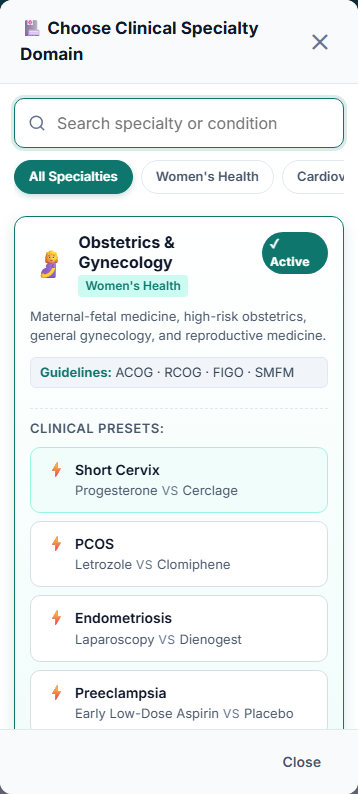 Choose Clinical Specialty
Domain
Search specialty or condition
All Specialties
Women's Health
Cardiov
Obstetrics &
Gynecology
✓
Active
Women's Health
Maternal-fetal medicine, high-risk obstetrics,
general gynecology, and reproductive medicine.
Guidelines: ACOG · RCOG · FIGO · SMFM
CLINICAL PRESETS:
Short Cervix
Progesterone VS Cerclage
PCOS
Letrozole VS Clomiphene
Endometriosis
Laparoscopy VS Dienogest
Preeclampsia
Early Low-Dose Aspirin VS Placebo
Close